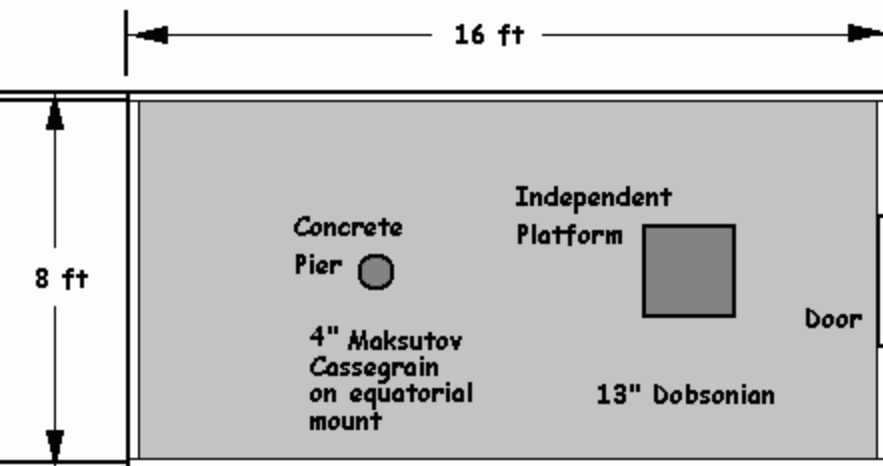 16 ft
Independent
Platform
Concrete
Pier
8 ft
Door
4" Maksutov
Cassegrain
on equatorial
mount
13" Dobsonian